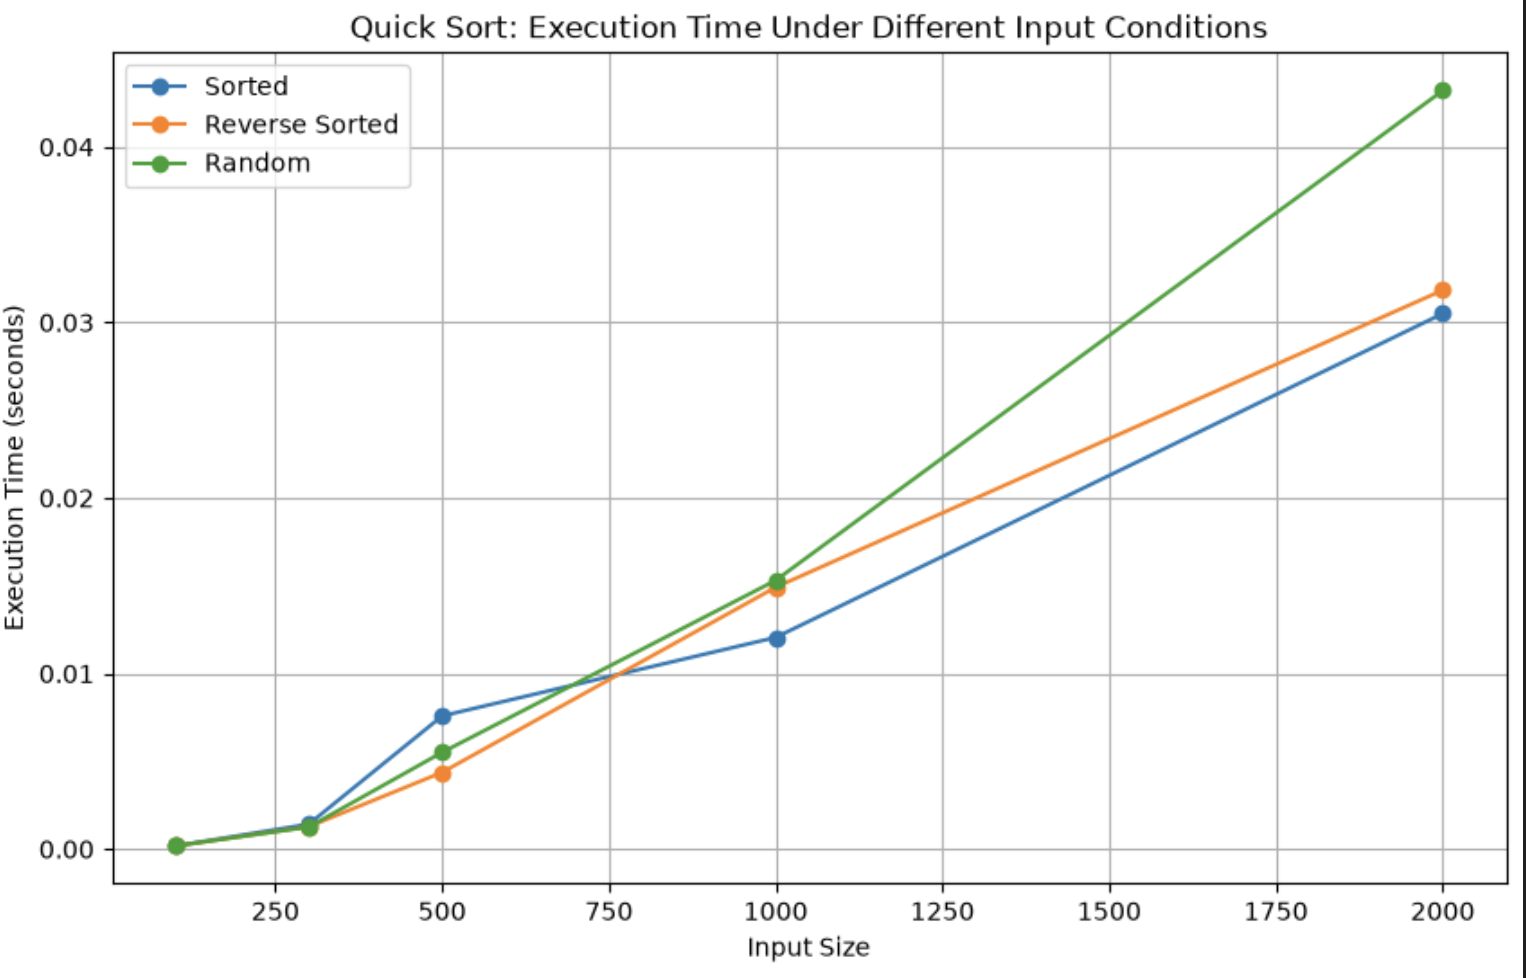 Quick Sort: Execution Time Under Different Input Conditions
Sorted
Reverse Sorted
Random
Execution Time (seconds)
0.04
0.03
0.02
0.01
0.00
250 500 750 1000 1250 1500 1750 2000
Input Size